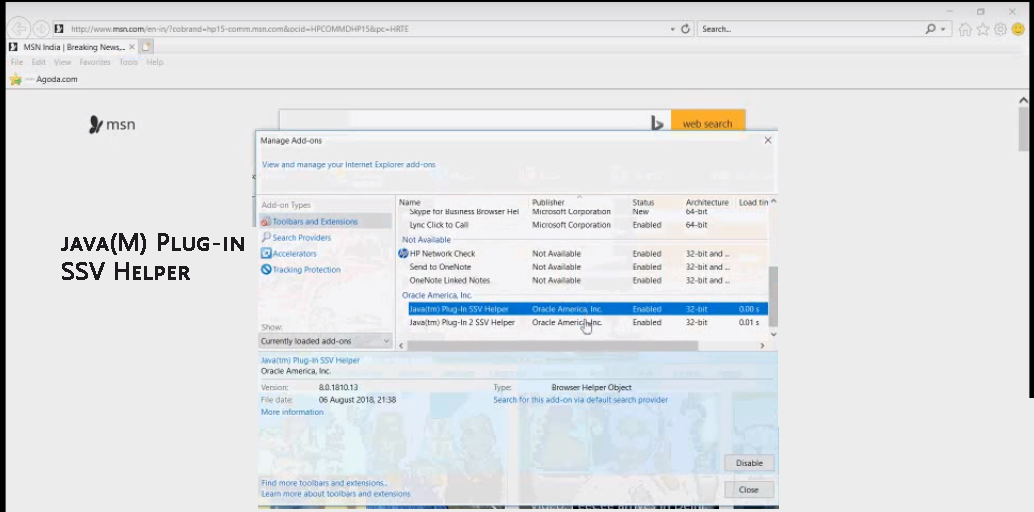 http://www.msn.com/en-in/?cobrand=hp15-comm.msn.com&ocid=HPCOMMDHP15&pc=HRTE
Search...
MSN India | Breaking News,...
File Edit View Favorites Tools Help
Agoda.com
msn
web search
Manage Add-ons
View and manage your Internet Explorer add-ons
Add-on Types
Toolbars and Extensions
Search Providers
Accelerators
Tracking Protection
Show:
Currently loaded add-ons
Name Publisher Status Architecture Load tin
Skype for Business Browser Hel Microsoft Corporation New 64-bit
Lync Click to Call Microsoft Corporation Enabled 64-bit
Not Available
HP Network Check Not Available Enabled 32-bit and ...
Send to OneNote Not Available Enabled 32-bit and ...
OneNote Linked Notes Not Available Enabled 32-bit and ...
Oracle America, Inc.
Java(tm) Plug-In SSV Helper Oracle America, Inc. Enabled 32-bit 0.00 s
Java(tm) Plug-In 2 SSV Helper Oracle America, Inc. Enabled 32-bit 0.01 s
Java(M) Plug-in
SSV Helper
Java(tm) Plug-In SSV Helper
Oracle America, Inc.
Version: 8.0.1810.13 Type: Browser Helper Object
File date: 06 August 2018, 21:38 Search for this add-on via default search provider
More information
Disable
Find more toolbars and extensions...
Learn more about toolbars and extensions
Close